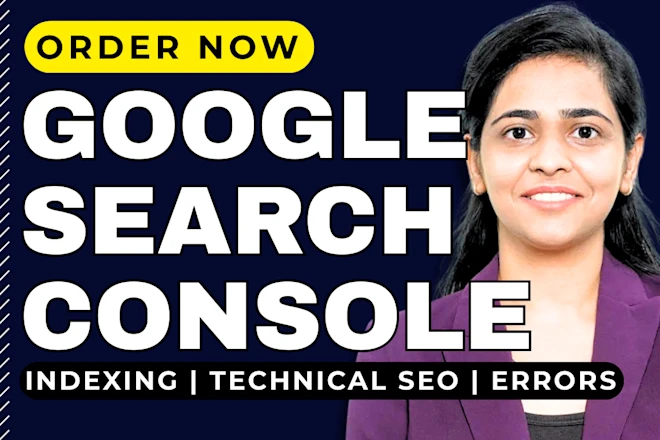 ORDER NOW
GOOGLE
SEARCH
CONSOLE
INDEXING | TECHNICAL SEO | ERRORS